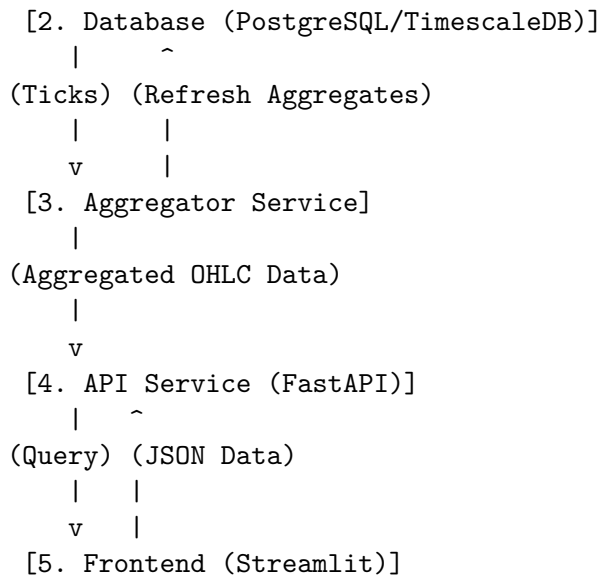 [2. Database (PostgreSQL/TimescaleDB)]
    |      ^
(Ticks) (Refresh Aggregates)
    |      |
    v      |
[3. Aggregator Service]
    |
(Aggregated OHLC Data)
    |
    v
[4. API Service (FastAPI)]
    |    ^
(Query) (JSON Data)
    |    |
    v    |
[5. Frontend (Streamlit)]